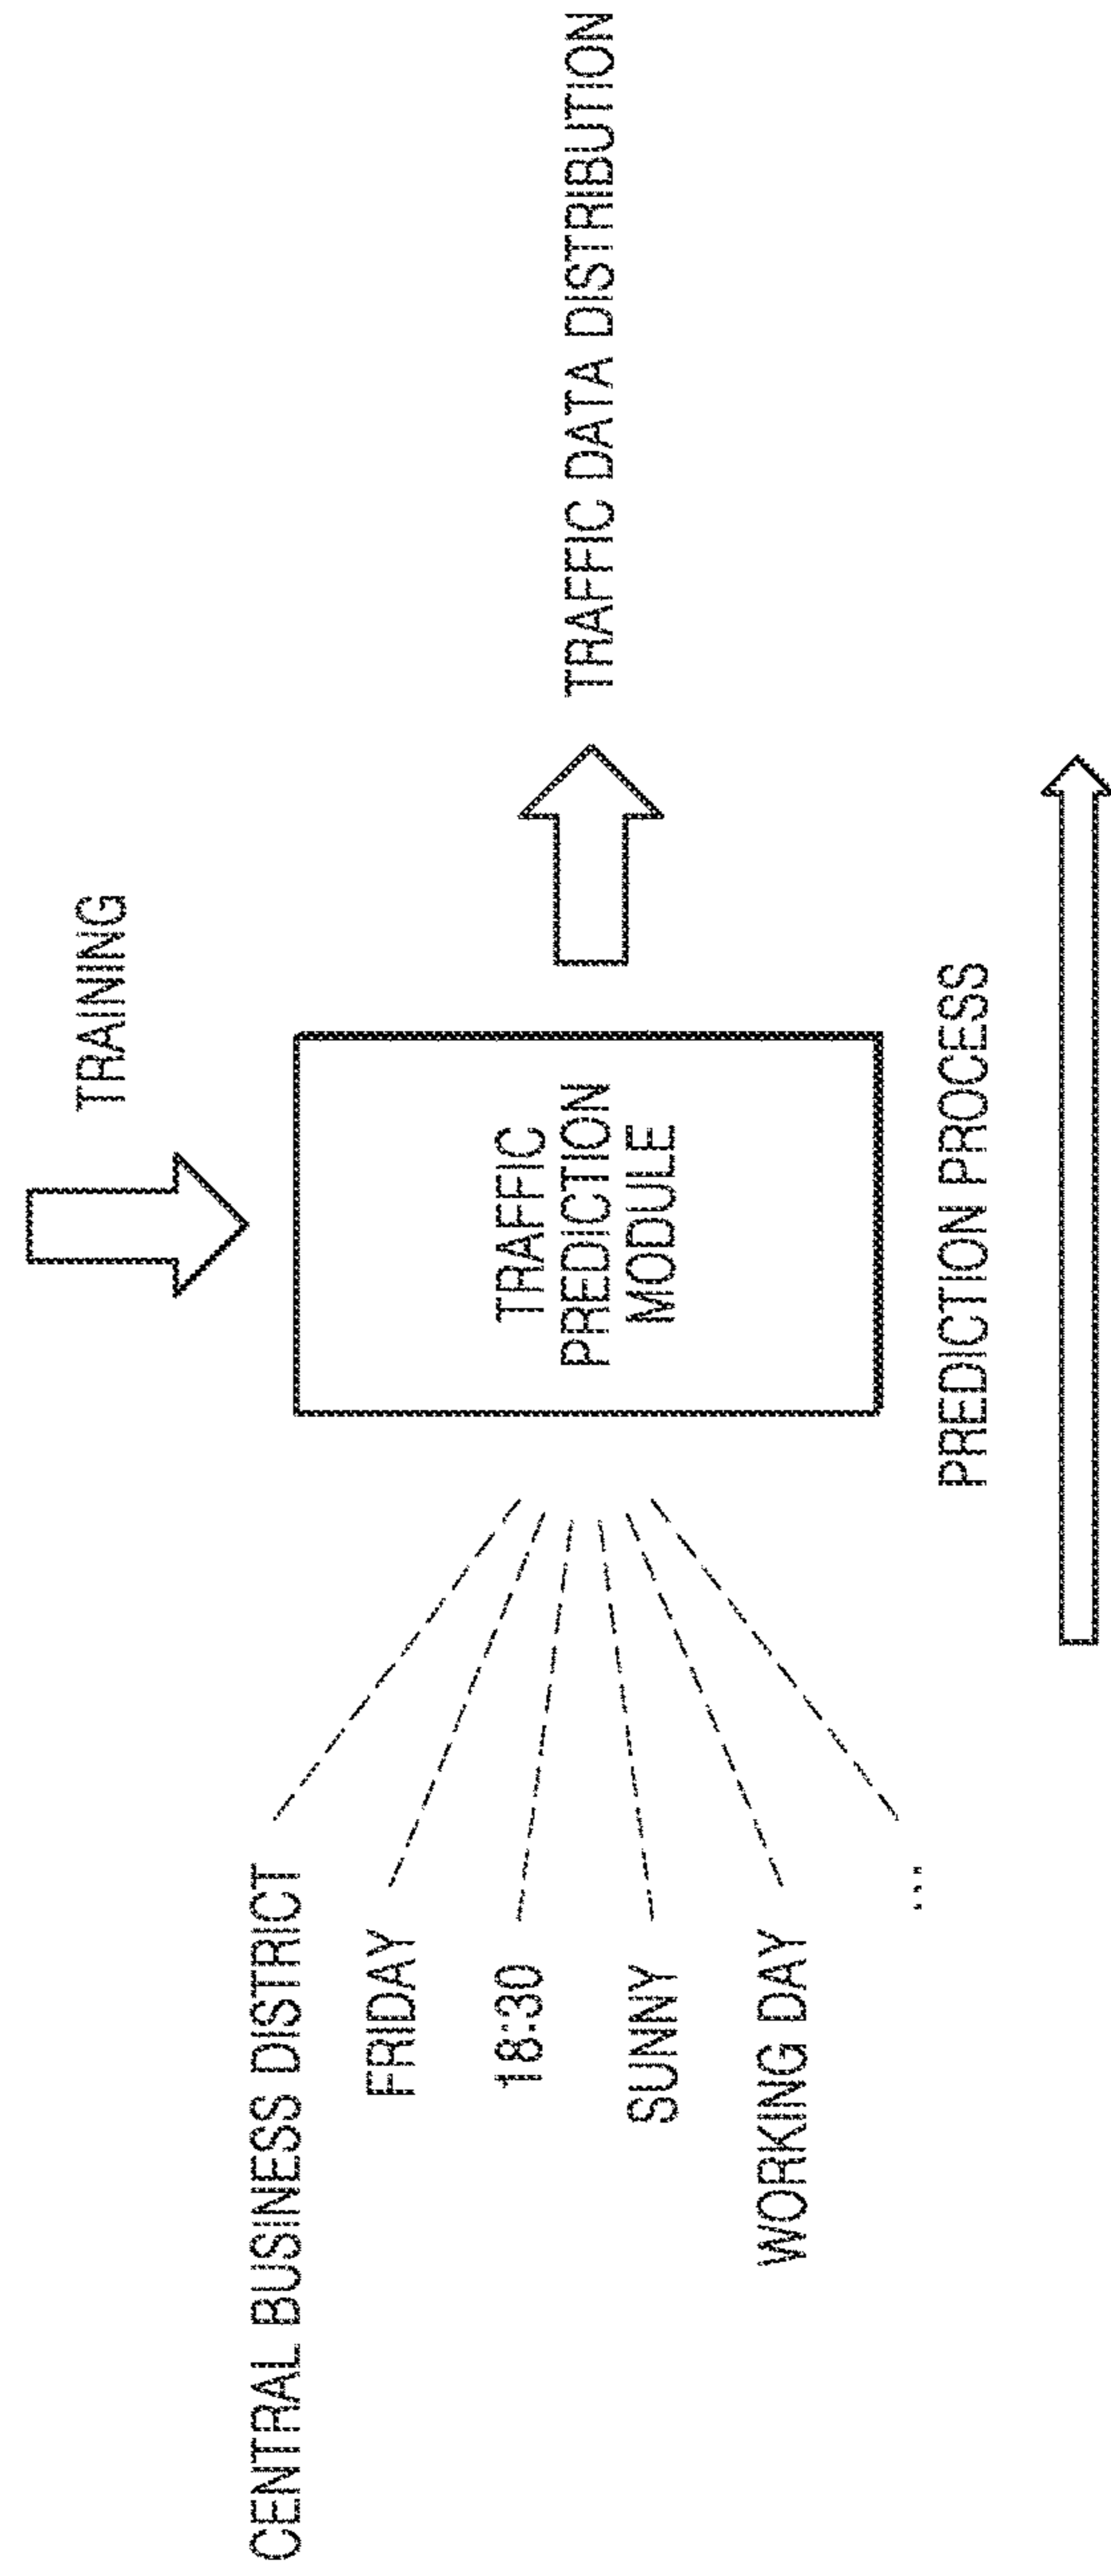 TRAINING
CENTRAL BUSINESS DISTRICT
FRIDAY
18:30
SUNNY
WORKING DAY
...
TRAFFIC
PREDICTION
MODULE
TRAFFIC DATA DISTRIBUTION
PREDICTION PROCESS